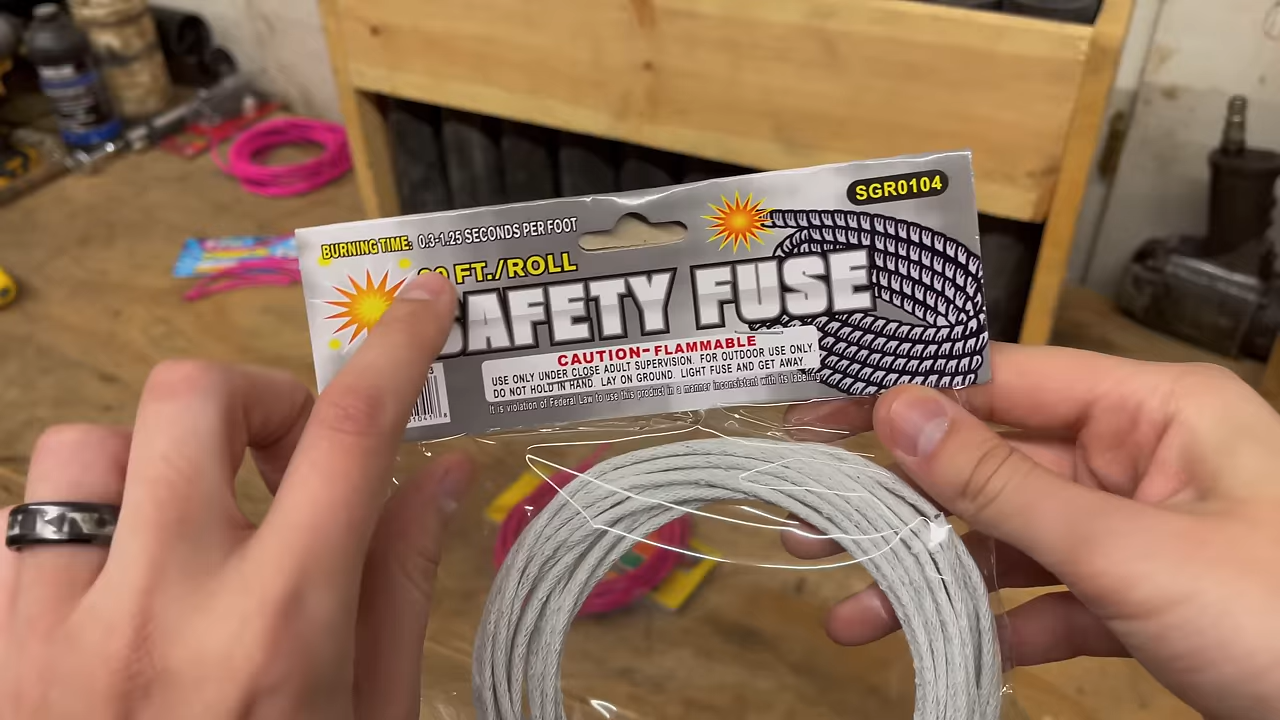 SGR0104
BURNING TIME: 0.3-1.25 SECONDS PER FOOT
FT./ROLL
SAFETY FUSE
CAUTION-FLAMMABLE
USE ONLY UNDER CLOSE ADULT SUPERVISION. FOR OUTDOOR USE ONLY.
DO NOT HOLD IN HAND. LAY ON GROUND. LIGHT FUSE AND GET AWAY.
It is violation of Federal Law to use this product in a manner inconsistent with its labeling